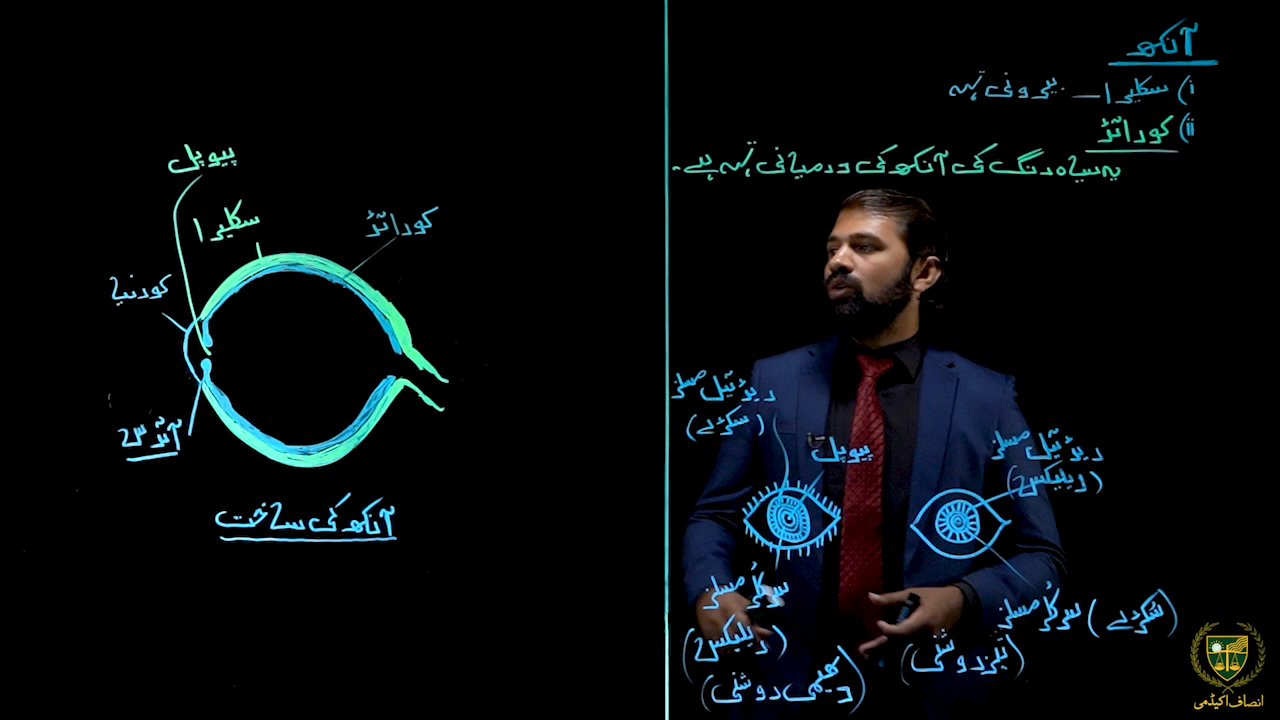 آنکھ
(i سکلیرا — بیرونی تہہ
(ii کورائڈ
یہ سیاہ رنگ کی آنکھ کی درمیانی تہہ ہے۔
پیوپل
سکلیرا
کورائڈ
کورنیا
آئرس
آنکھ کی ساخت
ریڈیل مسلز
(سکڑے)
پیوپل
سرکلر مسلز
(ریلیکس)
(دھیمی روشنی)
ریڈیل مسلز
(ریلیکس)
سرکلر مسلز (سکڑے)
(تیز روشنی)
انصاف اکیڈمی